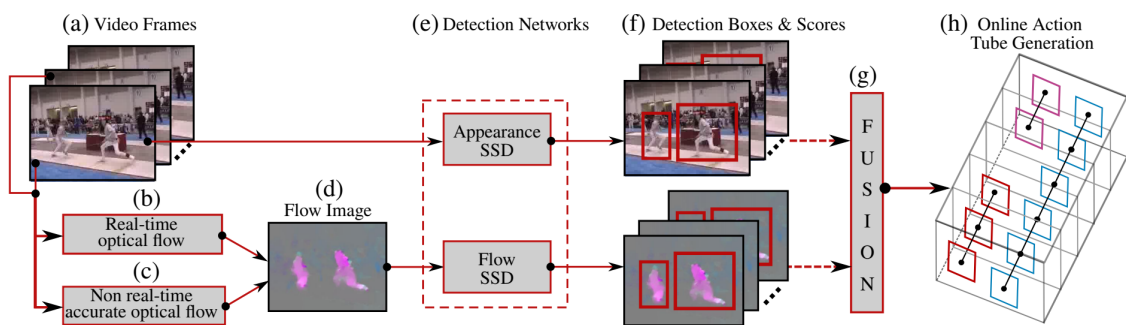 (a) Video Frames
(e) Detection Networks
(f) Detection Boxes & Scores
(h) Online Action
Tube Generation
(g)
Appearance
SSD
FUSION
(b)
Real-time
optical flow
(c)
Non real-time
accurate optical flow
(d)
Flow Image
Flow
SSD